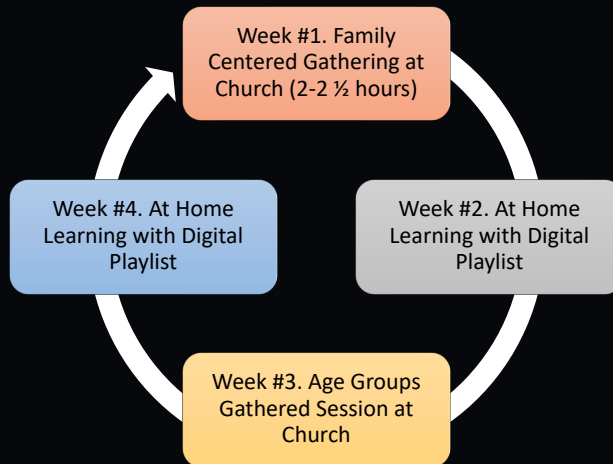 Week #1. Family
Centered Gathering at
Church (2-2 ½ hours)
Week #2. At Home
Learning with Digital
Playlist
Week #3. Age Groups
Gathered Session at
Church
Week #4. At Home
Learning with Digital
Playlist